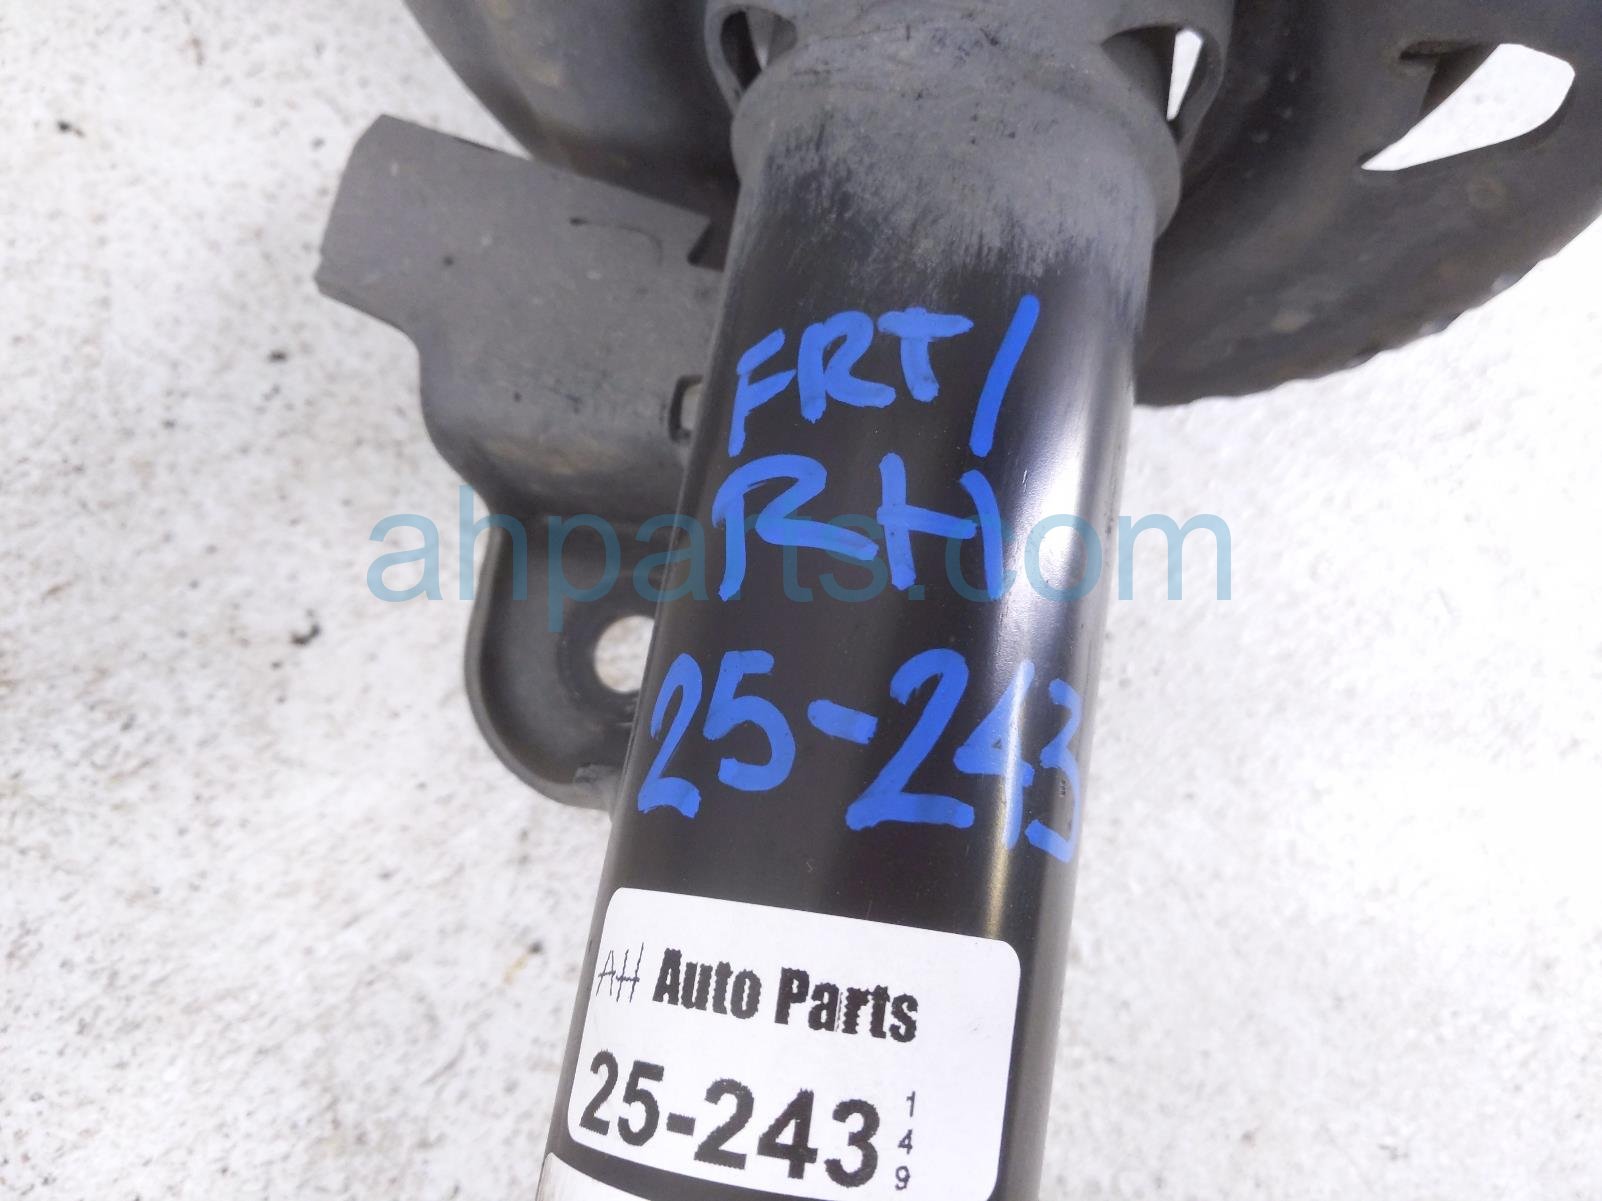 FRT/
RH
25-243
ahparts.com
AH Auto Parts
25-243
149